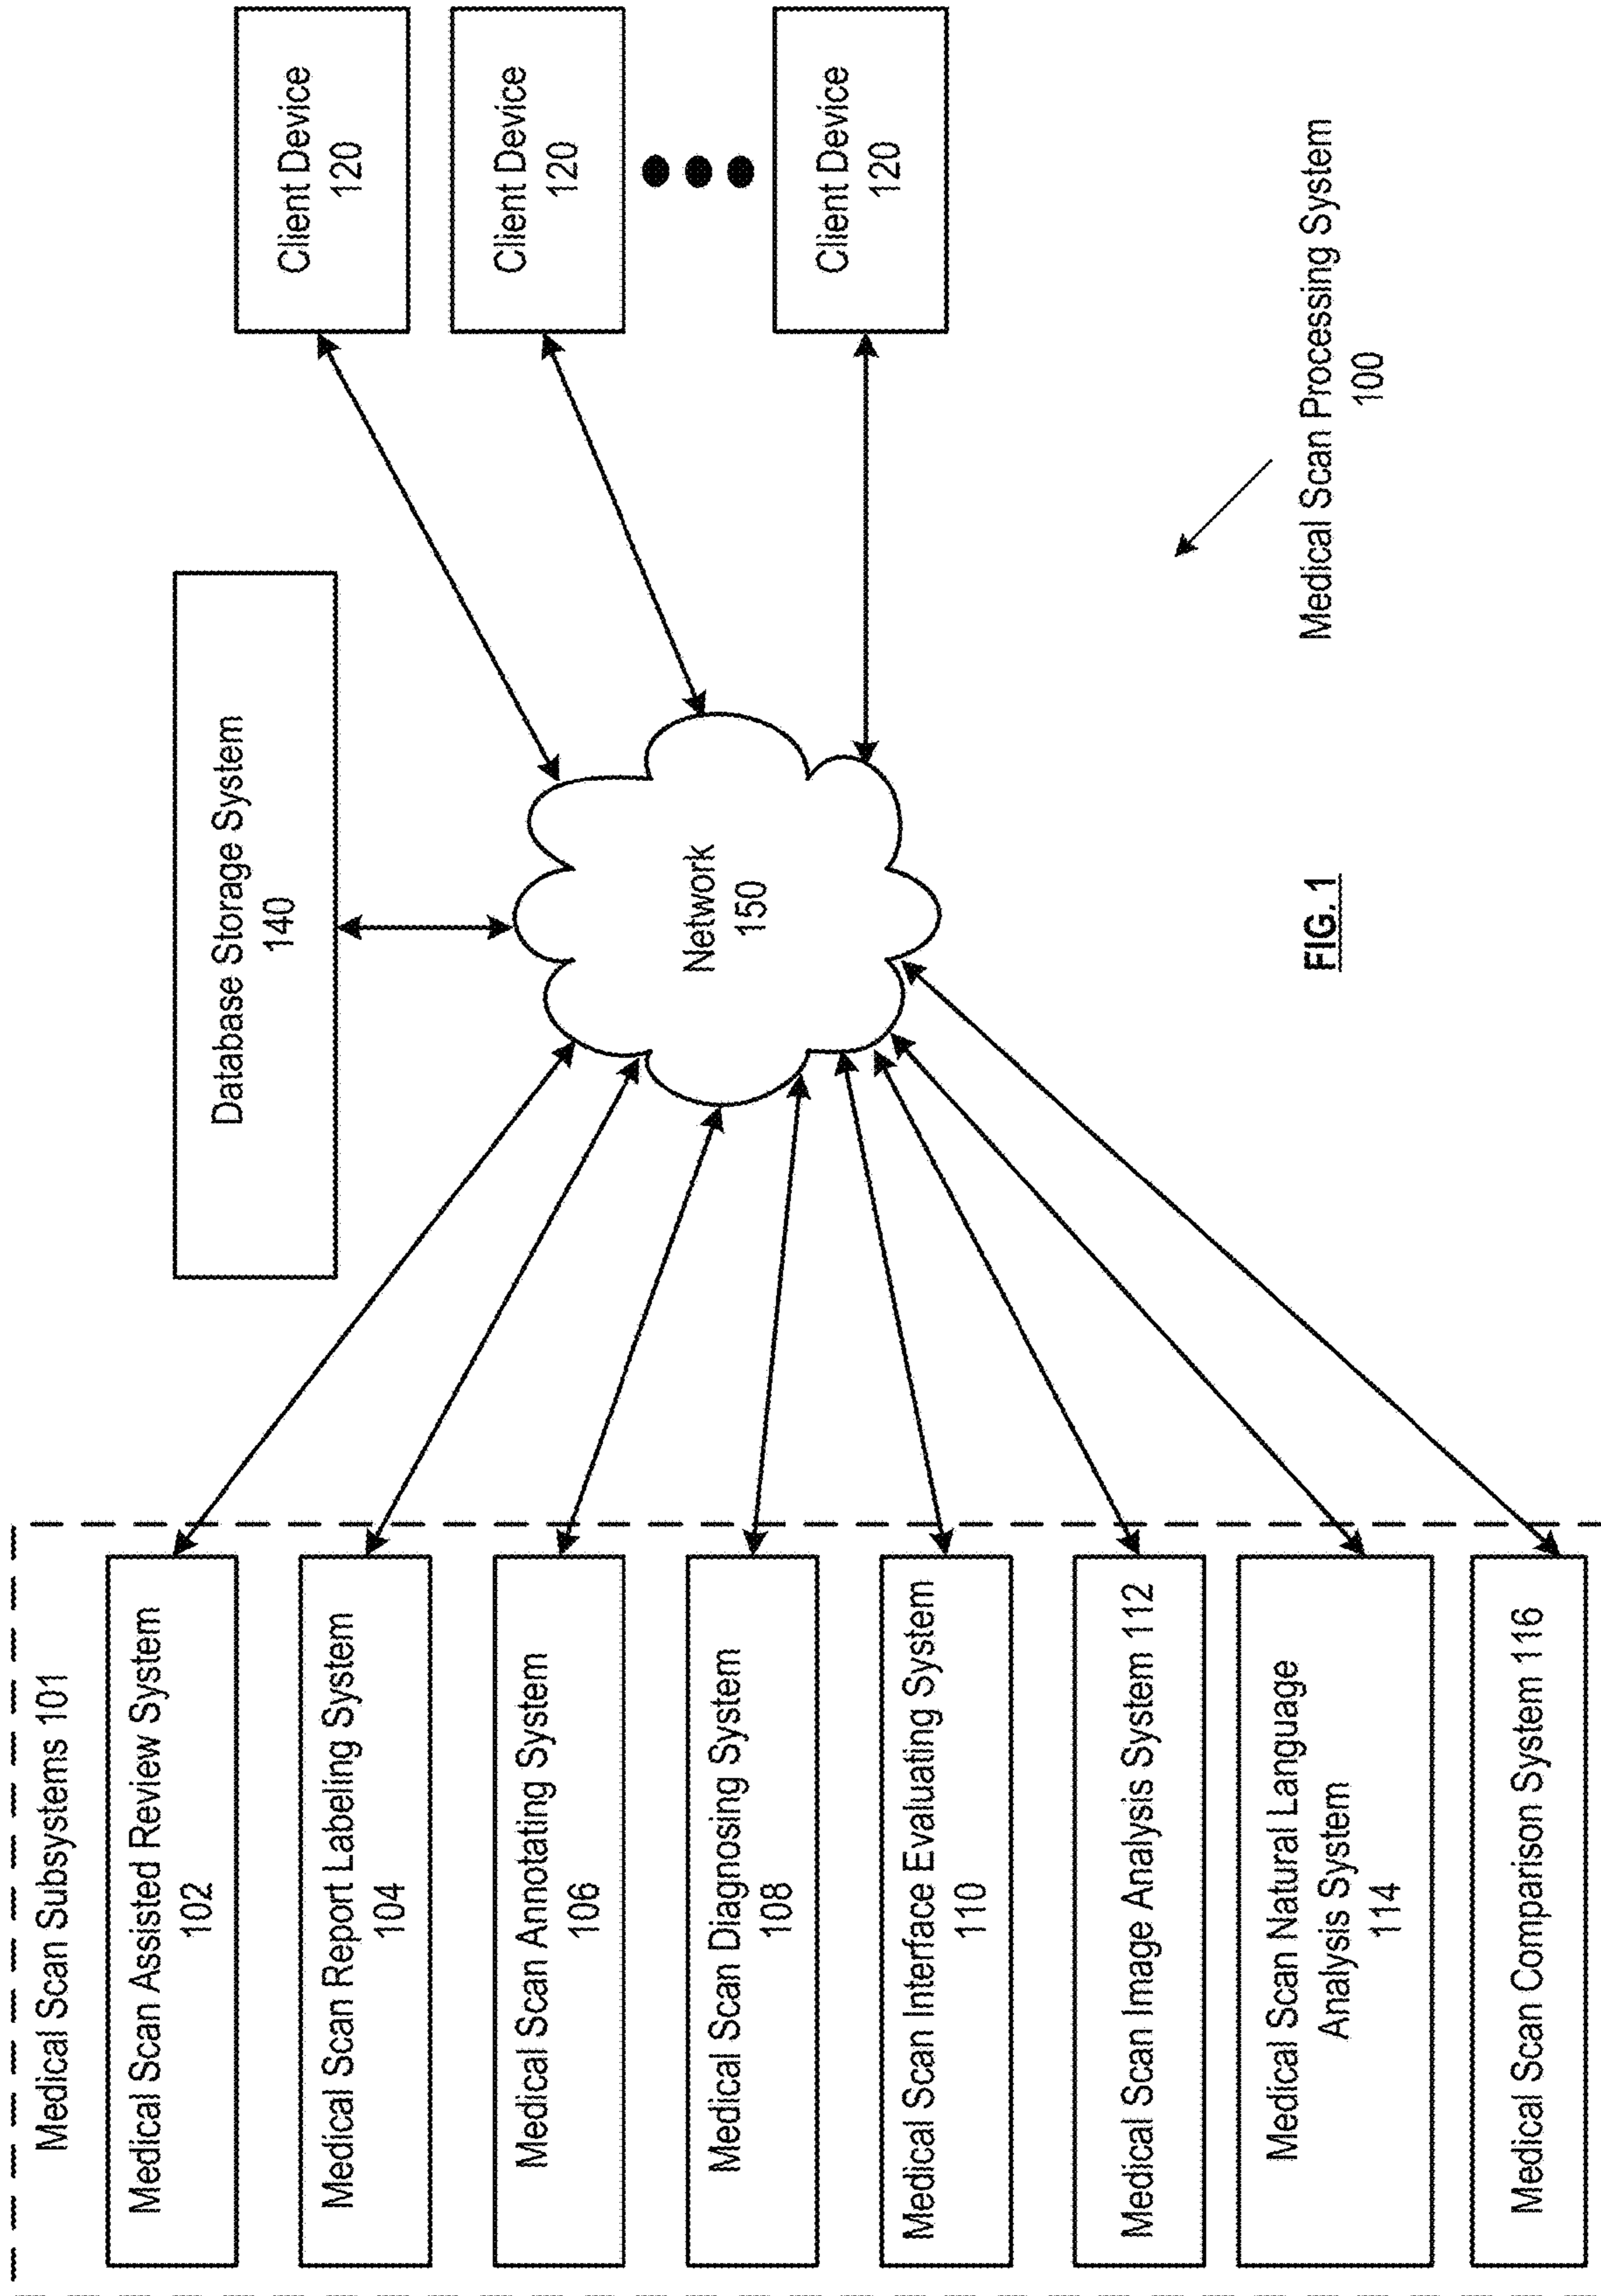 Medical Scan Subsystems 101
Medical Scan Assisted Review System
102
Medical Scan Report Labeling System
104
Medical Scan Annotating System
106
Medical Scan Diagnosing System
108
Medical Scan Interface Evaluating System
110
Medical Scan Image Analysis System 112
Medical Scan Natural Language
Analysis System
114
Medical Scan Comparison System 116
Database Storage System
140
Network
150
Client Device
120
Client Device
120
Client Device
120
Medical Scan Processing System
100
FIG. 1